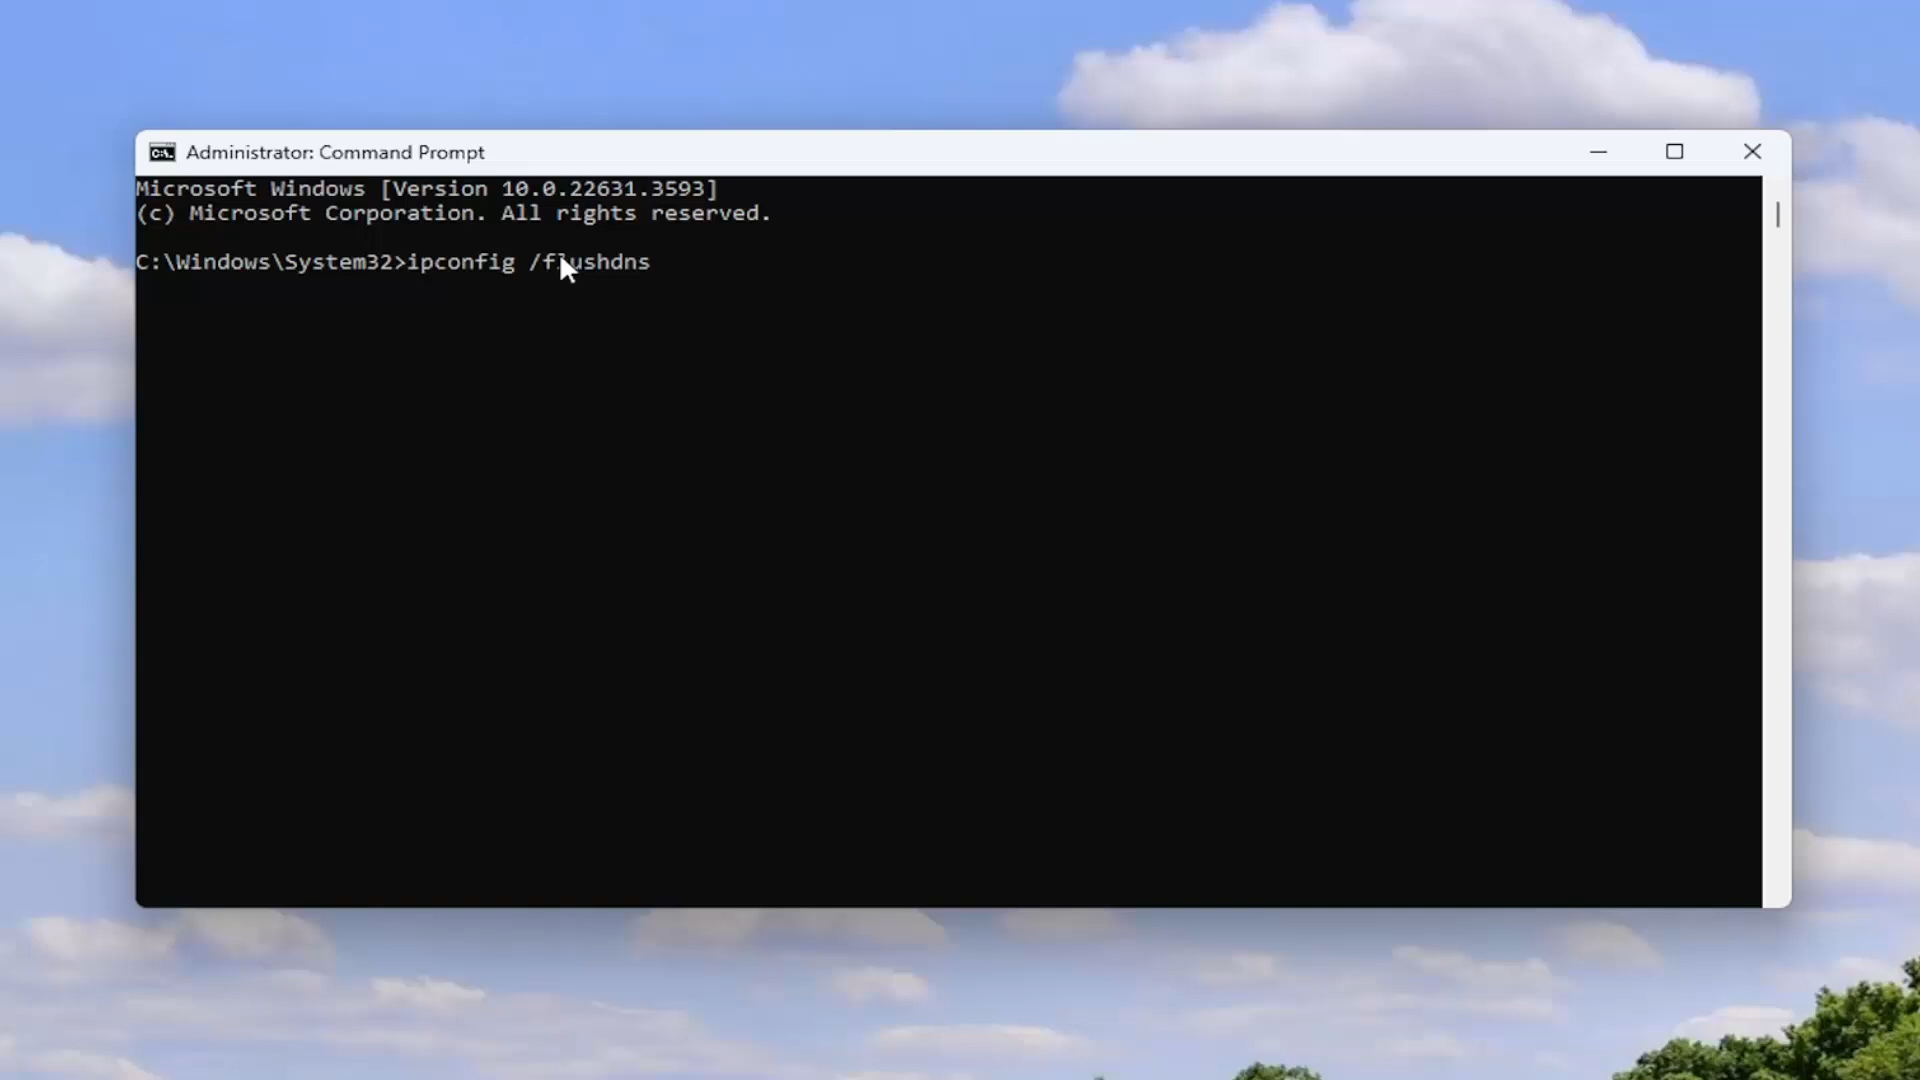 Administrator: Command Prompt
Microsoft Windows [Version 10.0.22631.3593]
(c) Microsoft Corporation. All rights reserved.
C:\Windows\System32>ipconfig /flushdns